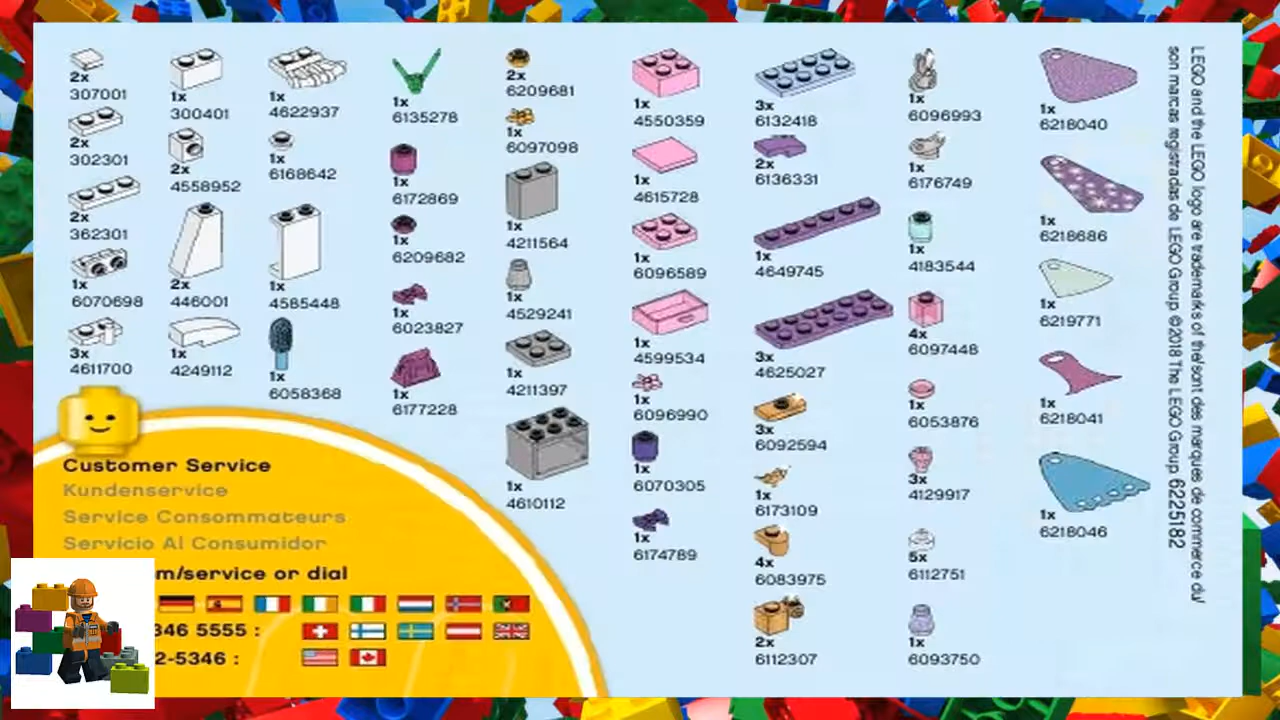 2x
307001
2x
302301
2x
362301
1x
6070698
3x
4611700
1x
300401
2x
4558952
2x
446001
1x
4249112
1x
4622937
1x
6168642
1x
4585448
1x
6058368
1x
6135278
1x
6172869
1x
6209682
1x
6023827
1x
6177228
2x
6209681
1x
6097098
1x
4211564
1x
4529241
1x
4211397
1x
4610112
1x
4550359
1x
4615728
1x
6096589
1x
4599534
1x
6096990
1x
6070305
1x
6174789
3x
6132418
2x
6136331
1x
4649745
3x
4625027
3x
6092594
1x
6173109
4x
6083975
2x
6112307
1x
6096993
1x
6176749
1x
4183544
4x
6097448
1x
6053876
3x
4129917
5x
6112751
1x
6093750
1x
6218040
1x
6218686
1x
6219771
1x
6218041
1x
6218046
LEGO and the LEGO logo are trademarks of the/sont des marques de commerce du/
son marcas registradas de LEGO Group. ©2018 The LEGO Group. 6225182
Customer Service
Kundenservice
Service Consommateurs
Servicio Al Consumidor
m/service or dial
346 5555 :
2-5346 :